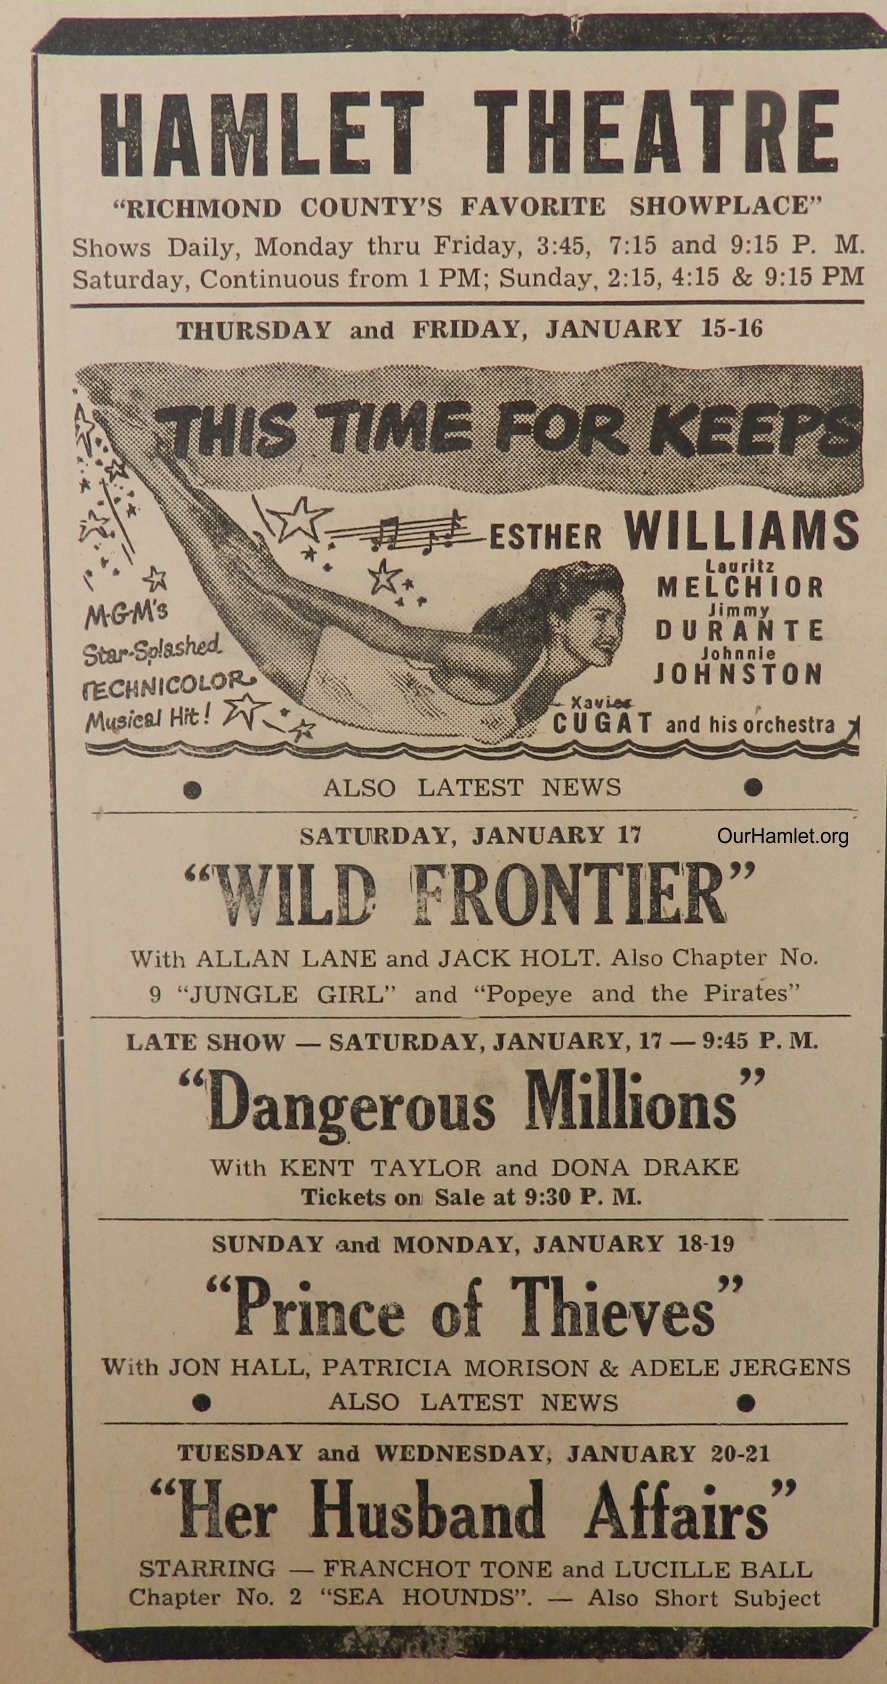 HAMLET THEATRE
"RICHMOND COUNTY'S FAVORITE SHOWPLACE"
Shows Daily, Monday thru Friday, 3:45, 7:15 and 9:15 P. M.
Saturday, Continuous from 1 PM; Sunday, 2:15, 4:15 & 9:15 PM
THURSDAY and FRIDAY, JANUARY 15-16
THIS TIME FOR KEEPS
ESTHER WILLIAMS
Lauritz
MELCHIOR
Jimmy
DURANTE
Johnnie
JOHNSTON
Xavier
CUGAT and his orchestra
M-G-M's
Star-Splashed
TECHNICOLOR
Musical Hit!
ALSO LATEST NEWS
SATURDAY, JANUARY 17
OurHamlet.org
"WILD FRONTIER"
With ALLAN LANE and JACK HOLT. Also Chapter No.
9 "JUNGLE GIRL" and "Popeye and the Pirates"
LATE SHOW — SATURDAY, JANUARY, 17 — 9:45 P. M.
"Dangerous Millions"
With KENT TAYLOR and DONA DRAKE
Tickets on Sale at 9:30 P. M.
SUNDAY and MONDAY, JANUARY 18-19
"Prince of Thieves"
With JON HALL, PATRICIA MORISON & ADELE JERGENS
ALSO LATEST NEWS
TUESDAY and WEDNESDAY, JANUARY 20-21
"Her Husband Affairs"
STARRING — FRANCHOT TONE and LUCILLE BALL
Chapter No. 2 "SEA HOUNDS". — Also Short Subject